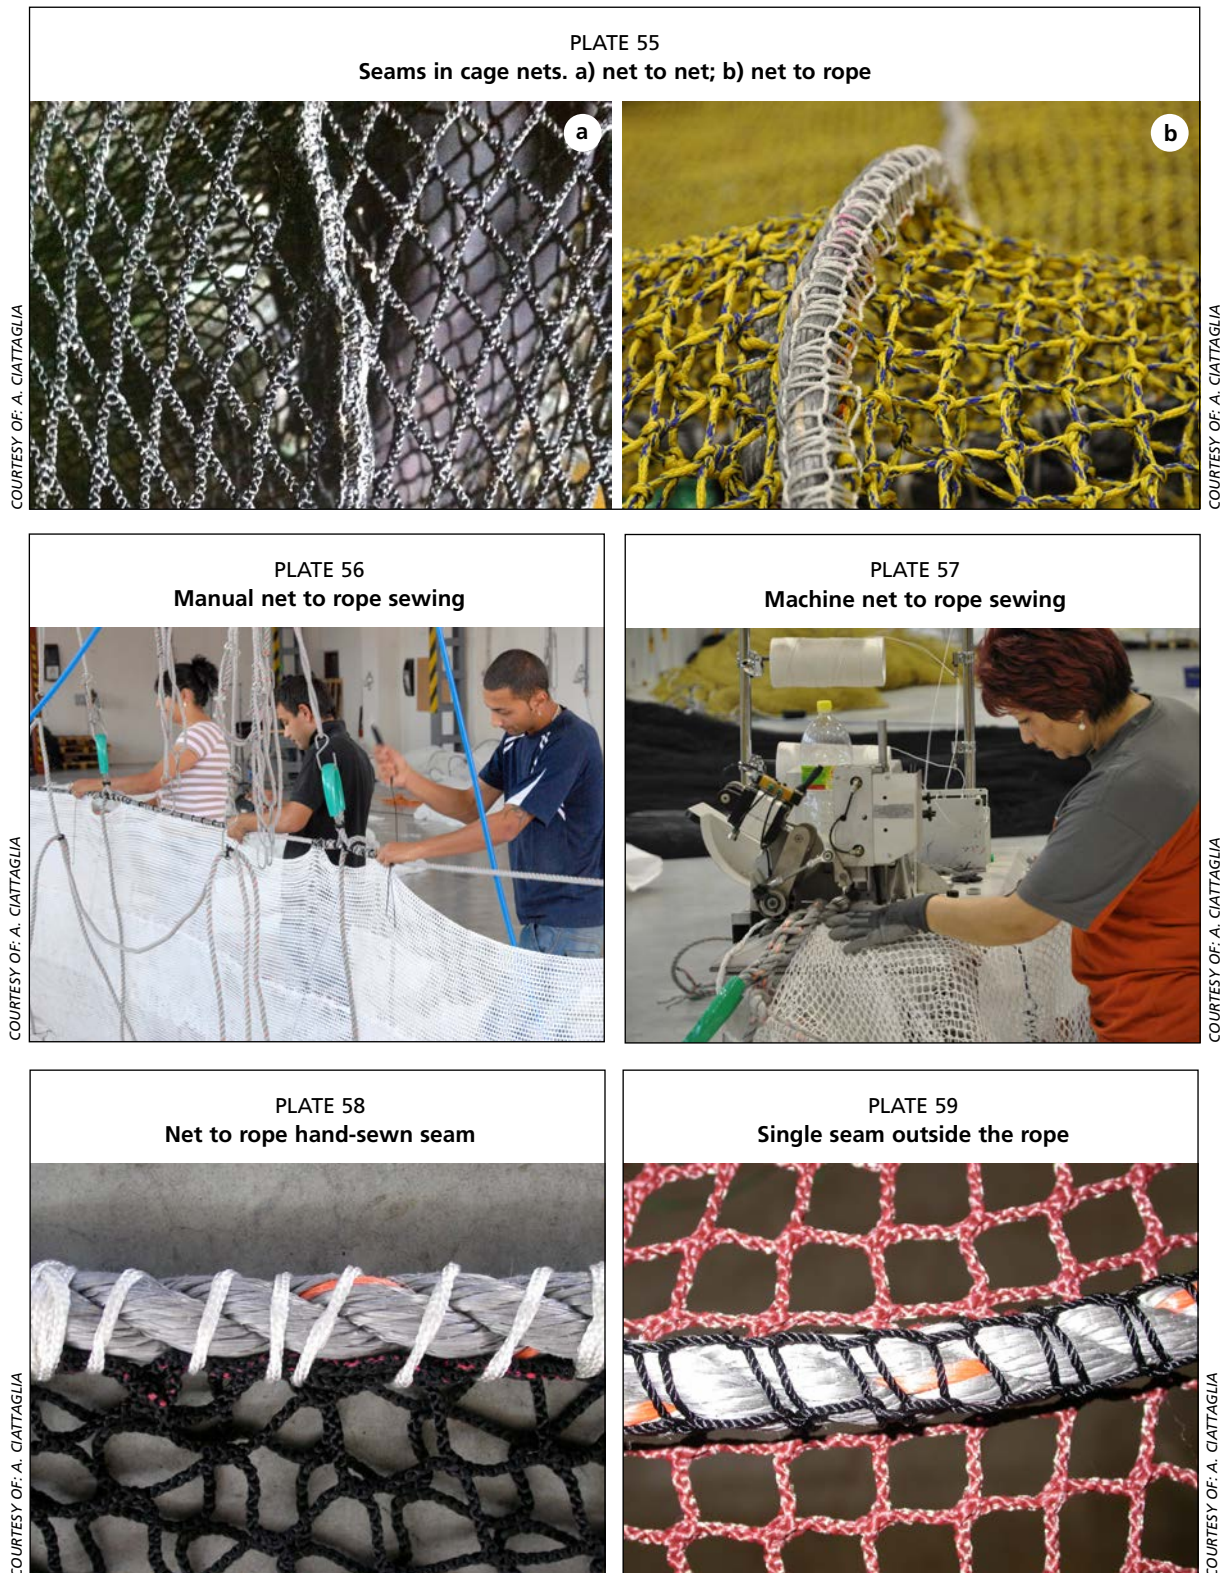 PLATE 55
Seams in cage nets. a) net to net; b) net to rope
a
b
COURTESY OF: A. CIATTAGLIA
COURTESY OF: A. CIATTAGLIA
PLATE 56
Manual net to rope sewing
COURTESY OF: A. CIATTAGLIA
PLATE 57
Machine net to rope sewing
COURTESY OF: A. CIATTAGLIA
PLATE 58
Net to rope hand-sewn seam
COURTESY OF: A. CIATTAGLIA
PLATE 59
Single seam outside the rope
COURTESY OF: A. CIATTAGLIA